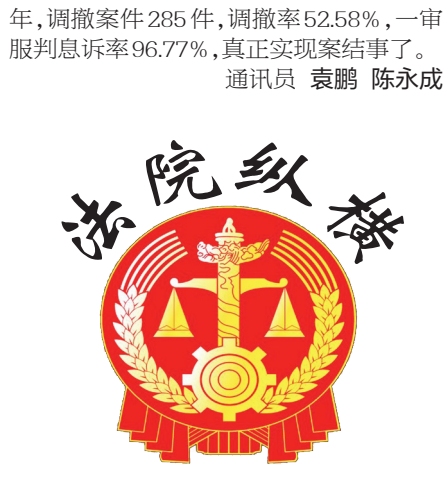 年,调撤案件285件,调撤率52.58%,一审
服判息诉率96.77%,真正实现案结事了。
通讯员 袁鹏 陈永成
法院纵横